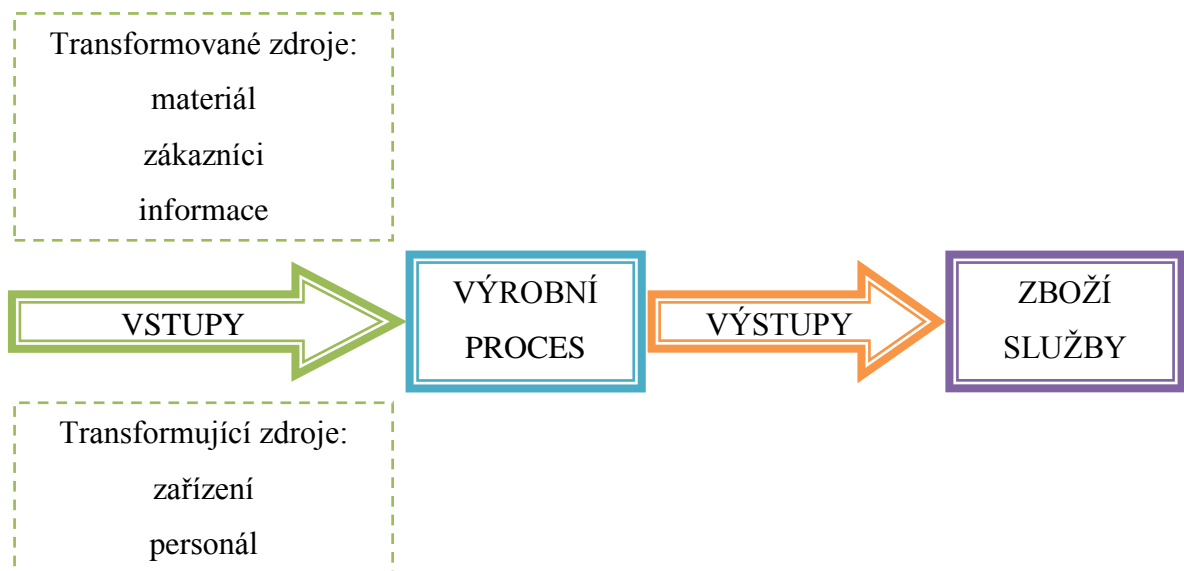 Transformované zdroje:
materiál
zákazníci
informace
VSTUPY
VÝROBNÍ
PROCES
VÝSTUPY
ZBOŽÍ
SLUŽBY
Transformující zdroje:
zařízení
personál